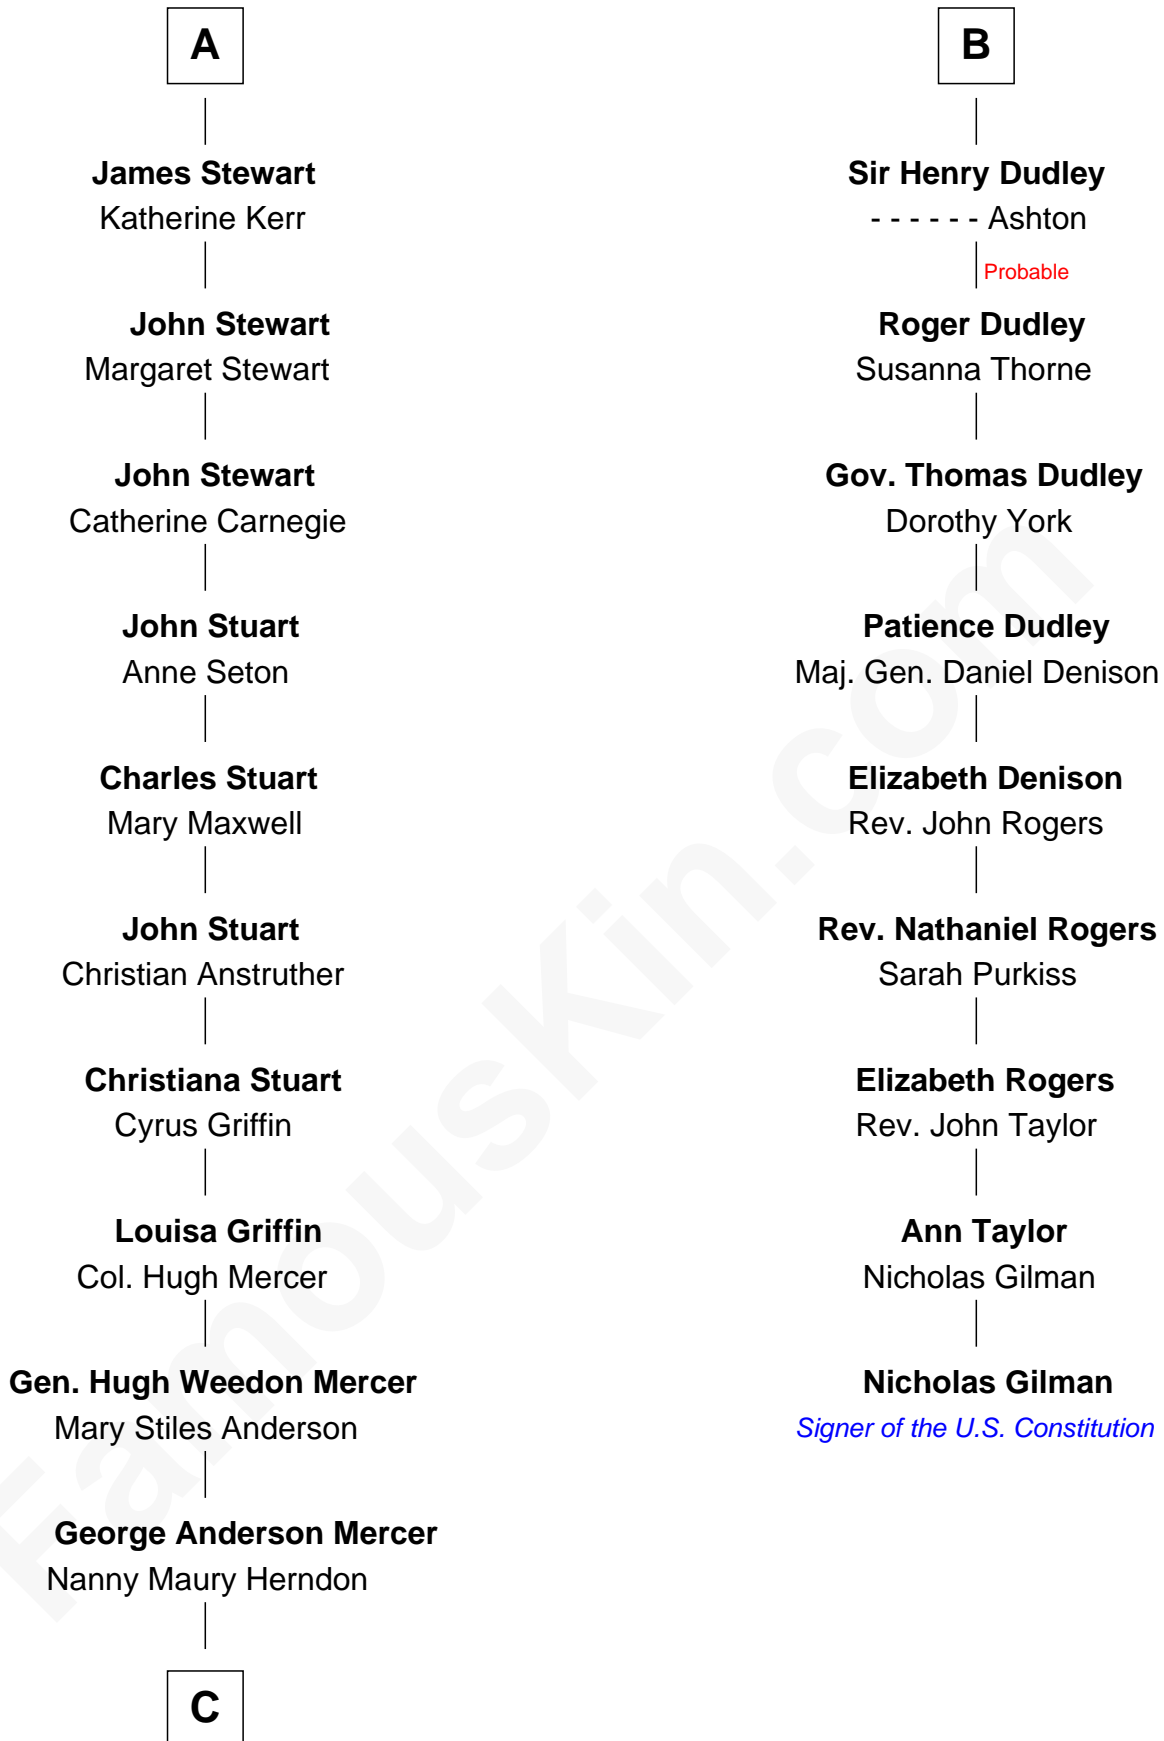 A
James Stewart
Katherine Kerr
John Stewart
Margaret Stewart
John Stewart
Catherine Carnegie
John Stuart
Anne Seton
Charles Stuart
Mary Maxwell
John Stuart
Christian Anstruther
Christiana Stuart
Cyrus Griffin
Louisa Griffin
Col. Hugh Mercer
Gen. Hugh Weedon Mercer
Mary Stiles Anderson
George Anderson Mercer
Nanny Maury Herndon
C
B
Sir Henry Dudley
- - - - - - Ashton
Probable
Roger Dudley
Susanna Thorne
Gov. Thomas Dudley
Dorothy York
Patience Dudley
Maj. Gen. Daniel Denison
Elizabeth Denison
Rev. John Rogers
Rev. Nathaniel Rogers
Sarah Purkiss
Elizabeth Rogers
Rev. John Taylor
Ann Taylor
Nicholas Gilman
Nicholas Gilman
Signer of the U.S. Constitution
FamousKin.com